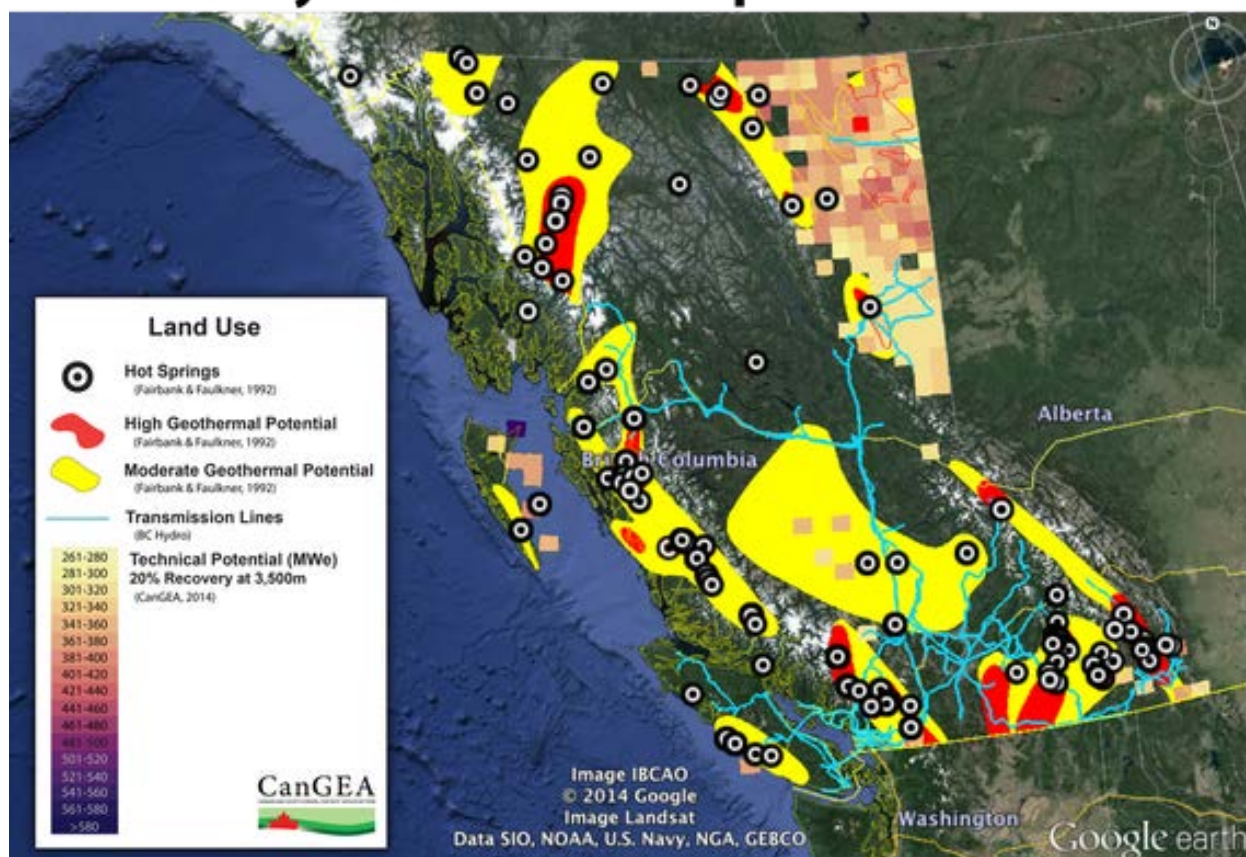 Land Use
Hot Springs
(Fairbank & Faulkner, 1992)
High Geothermal Potential
(Fairbank & Faulkner, 1992)
Moderate Geothermal Potential
(Fairbank & Faulkner, 1992)
Transmission Lines
(BC Hydro)
Technical Potential (MWe)
20% Recovery at 3,500m
(CanGEA, 2014)
261-280
281-300
301-320
321-340
341-360
361-380
381-400
401-420
421-440
441-460
461-480
481-500
501-520
521-540
541-560
561-580
>580
CanGEA
N
Alberta
British Columbia
Washington
Image IBCAO
© 2014 Google
Image Landsat
Data SIO, NOAA, U.S. Navy, NGA, GEBCO
Google earth